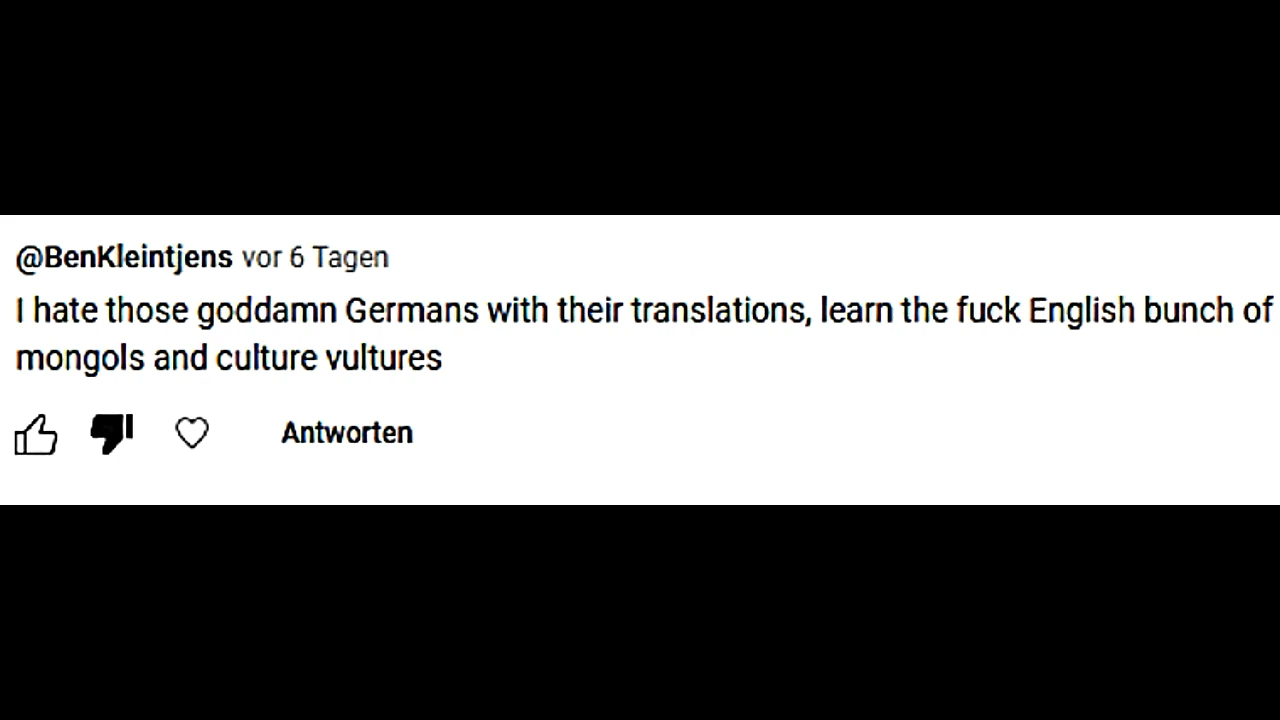 @BenKleintjens vor 6 Tagen
I hate those goddamn Germans with their translations, learn the fuck English bunch of
mongols and culture vultures
Antworten